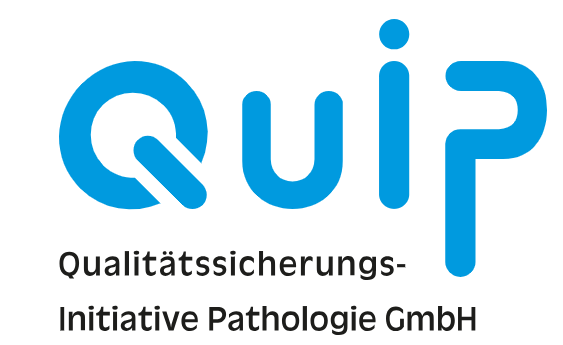 QuiP
Qualitätssicherungs-
Initiative Pathologie GmbH